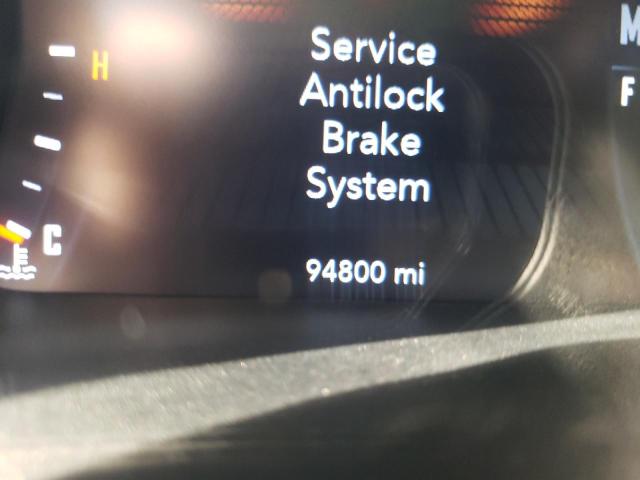 Service
Antilock
Brake
System
94800 mi
H
C
M
F